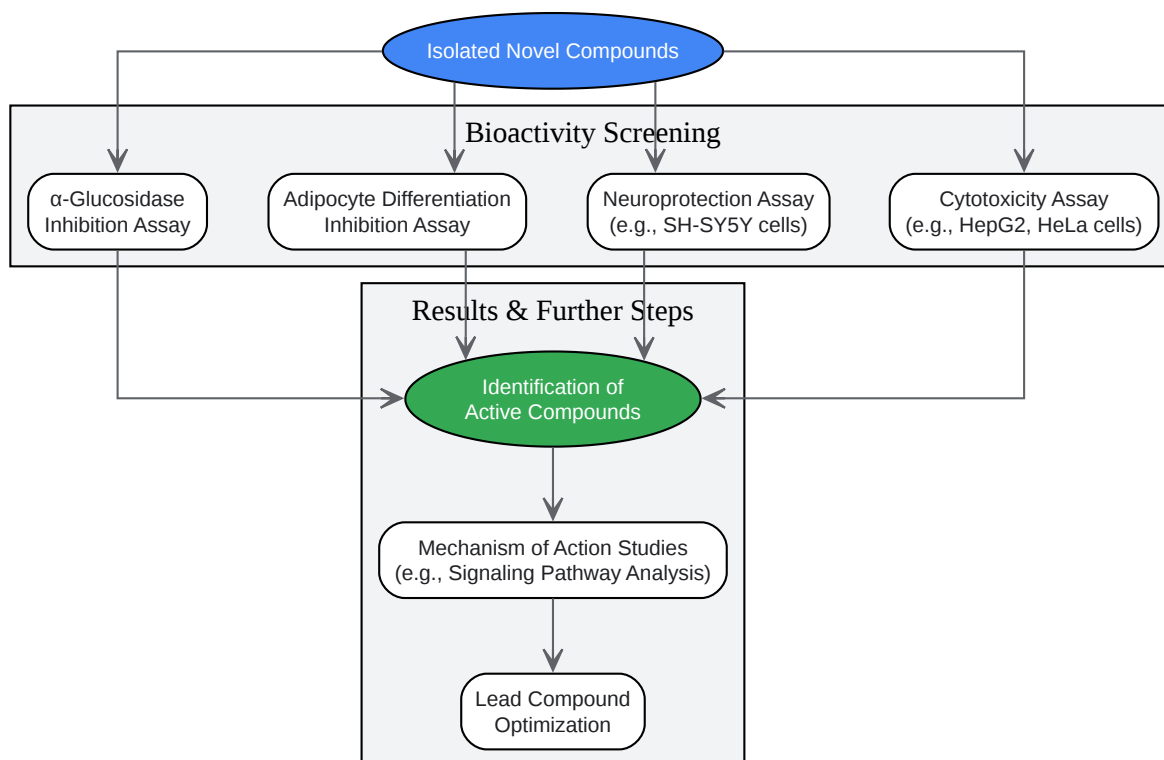 Isolated Novel Compounds
Bioactivity Screening
α-Glucosidase
Inhibition Assay
Adipocyte Differentiation
Inhibition Assay
Neuroprotection Assay
(e.g., SH-SY5Y cells)
Cytotoxicity Assay
(e.g., HepG2, HeLa cells)
Results & Further Steps
Identification of
Active Compounds
Mechanism of Action Studies
(e.g., Signaling Pathway Analysis)
Lead Compound
Optimization